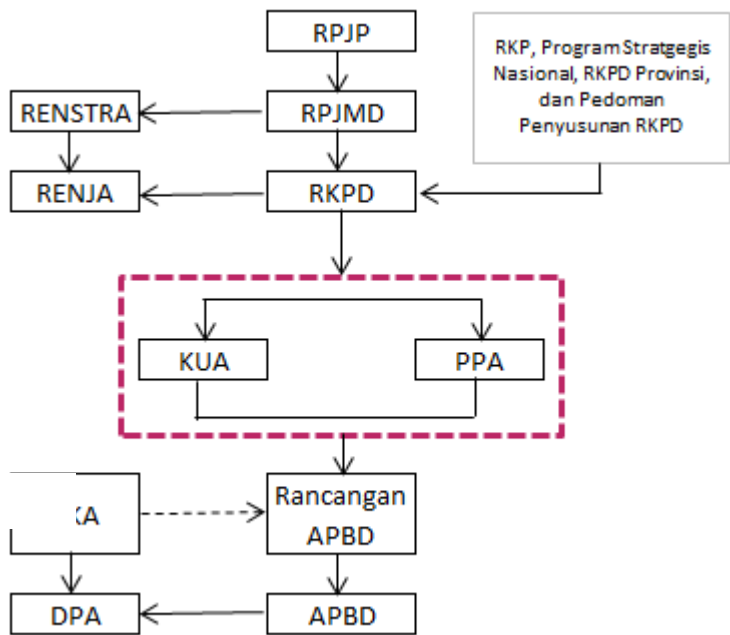 RPJP
RKP, Program Stratgegis
Nasional, RKPD Provinsi,
dan Pedoman
Penyusunan RKPD
RENSTRA
RPJMD
RENJA
RKPD
KUA
PPA
Rancangan
APBD
DPA
APBD